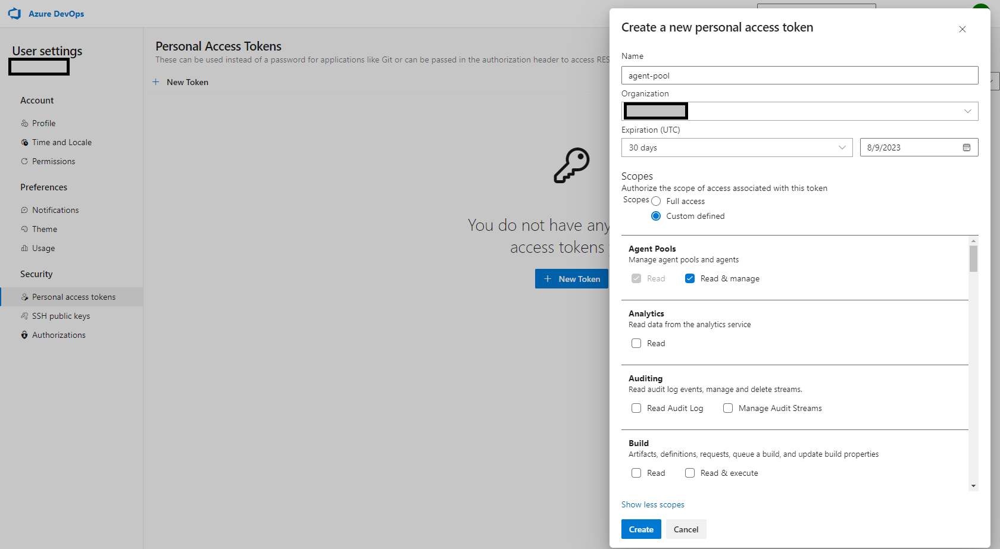 Azure DevOps
User settings
Account
Profile
Time and Locale
Permissions
Preferences
Notifications
Theme
Usage
Security
Personal access tokens
SSH public keys
Authorizations
Personal Access Tokens
These can be used instead of a password for applications like Git or can be passed in the authorization header to access RES
New Token
You do not have any
access tokens
New Token
Create a new personal access token
Name
agent-pool
Organization
Expiration (UTC)
30 days
8/9/2023
Scopes
Authorize the scope of access associated with this token
Scopes
Full access
Custom defined
Agent Pools
Manage agent pools and agents
Read Read & manage
Analytics
Read data from the analytics service
Read
Auditing
Read audit log events, manage and delete streams.
Read Audit Log Manage Audit Streams
Build
Artifacts, definitions, requests, queue a build, and update build properties
Read Read & execute
Show less scopes
Create Cancel